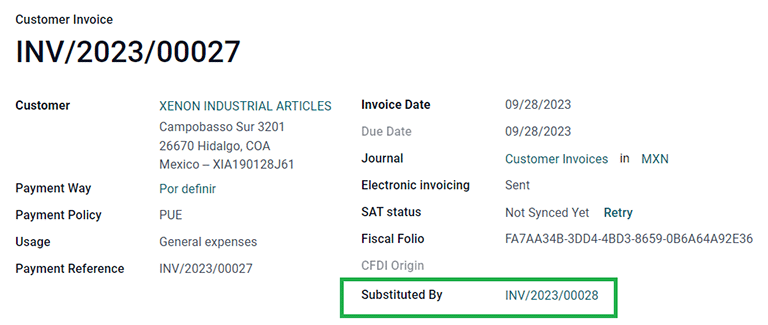 Customer Invoice
INV/2023/00027
Customer XENON INDUSTRIAL ARTICLES
Campobasso Sur 3201
26670 Hidalgo, COA
Mexico – XIA190128J61
Payment Way Por definir
Payment Policy PUE
Usage General expenses
Payment Reference INV/2023/00027
Invoice Date 09/28/2023
Due Date 09/28/2023
Journal Customer Invoices in MXN
Electronic invoicing Sent
SAT status Not Synced Yet Retry
Fiscal Folio FA7AA34B-3DD4-4BD3-8659-0B6A64A92E36
CFDI Origin
Substituted By INV/2023/00028